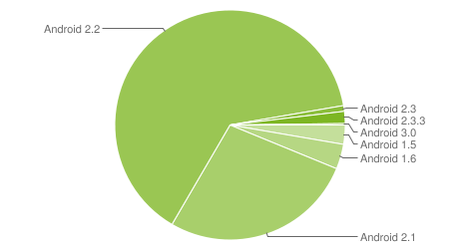 Android 2.2
Android 2.3
Android 2.3.3
Android 3.0
Android 1.5
Android 1.6
Android 2.1